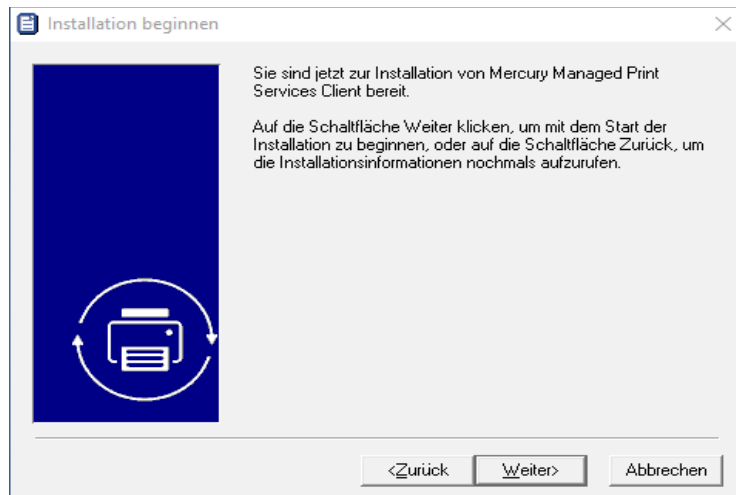 Installation beginnen
Sie sind jetzt zur Installation von Mercury Managed Print
Services Client bereit.
Auf die Schaltfläche Weiter klicken, um mit dem Start der
Installation zu beginnen, oder auf die Schaltfläche Zurück, um
die Installationsinformationen nochmals aufzurufen.
<Zurück Weiter> Abbrechen